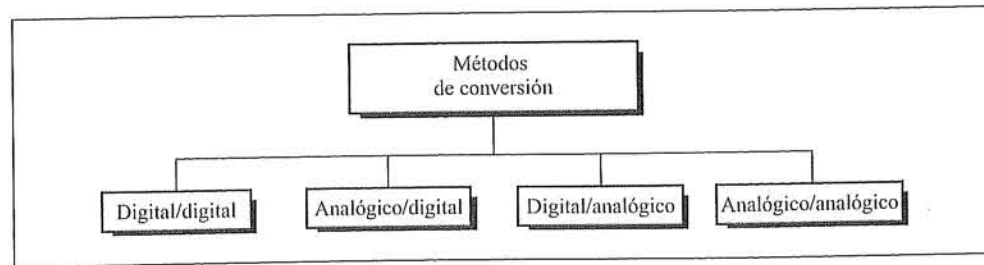 Métodos
de conversión
Digital/digital
Analógico/digital
Digital/analógico
Analógico/analógico